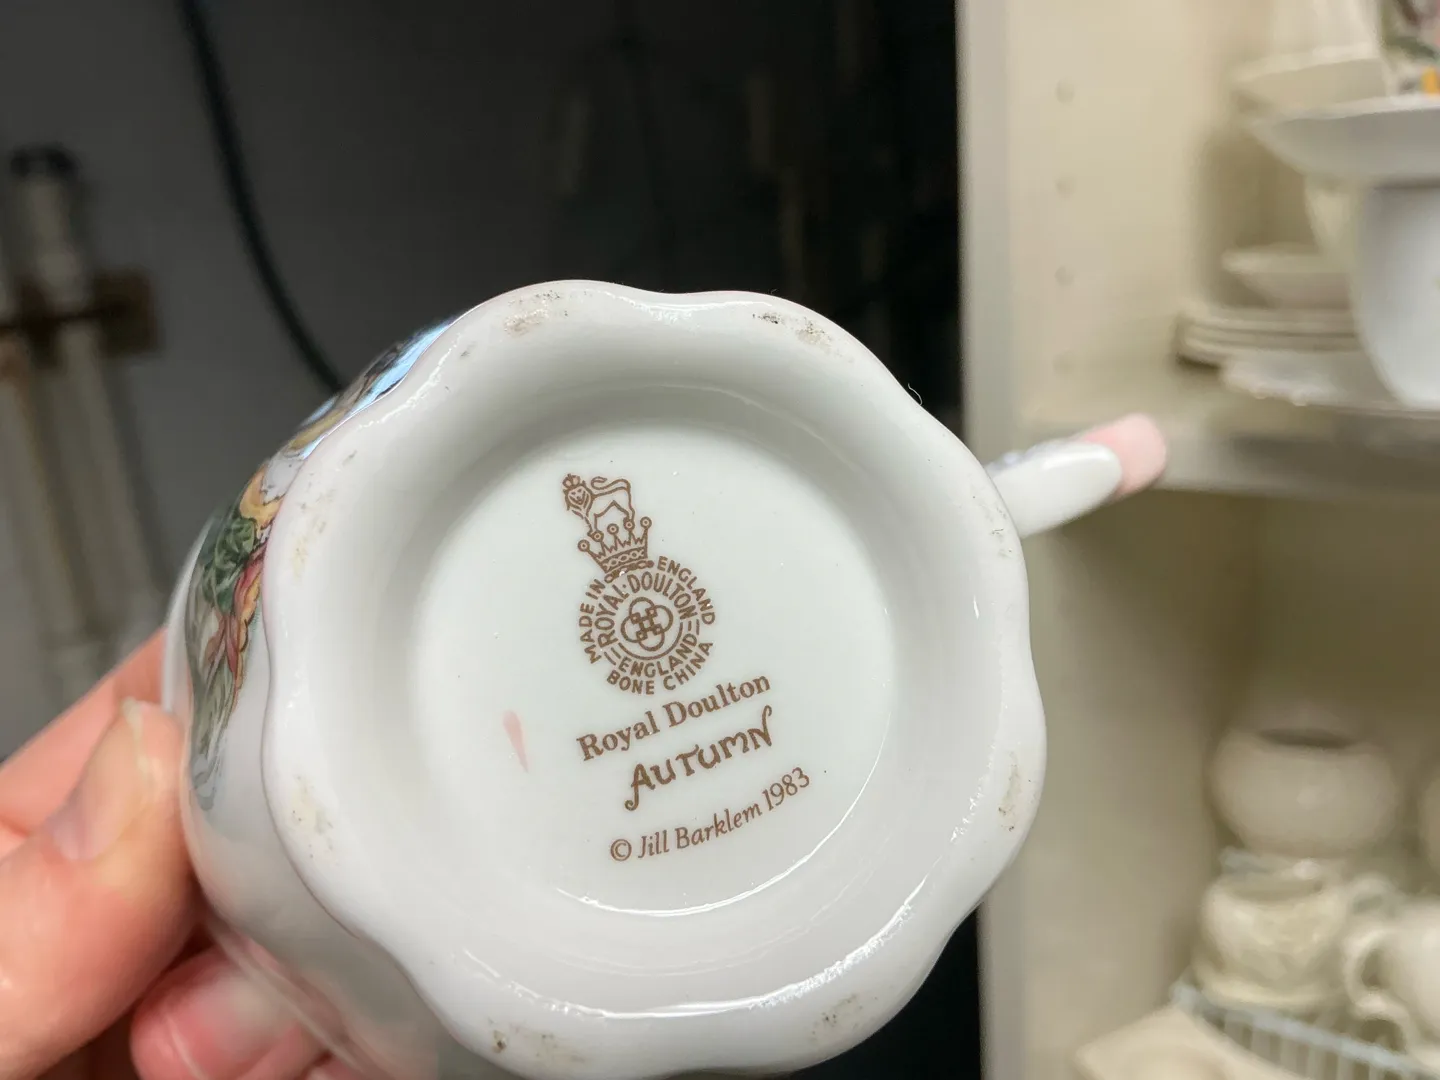 MADE IN ENGLAND
ROYAL·DOULTON
ENGLAND
BONE CHINA
Royal Doulton
AUTUMN
© Jill Barklem 1983